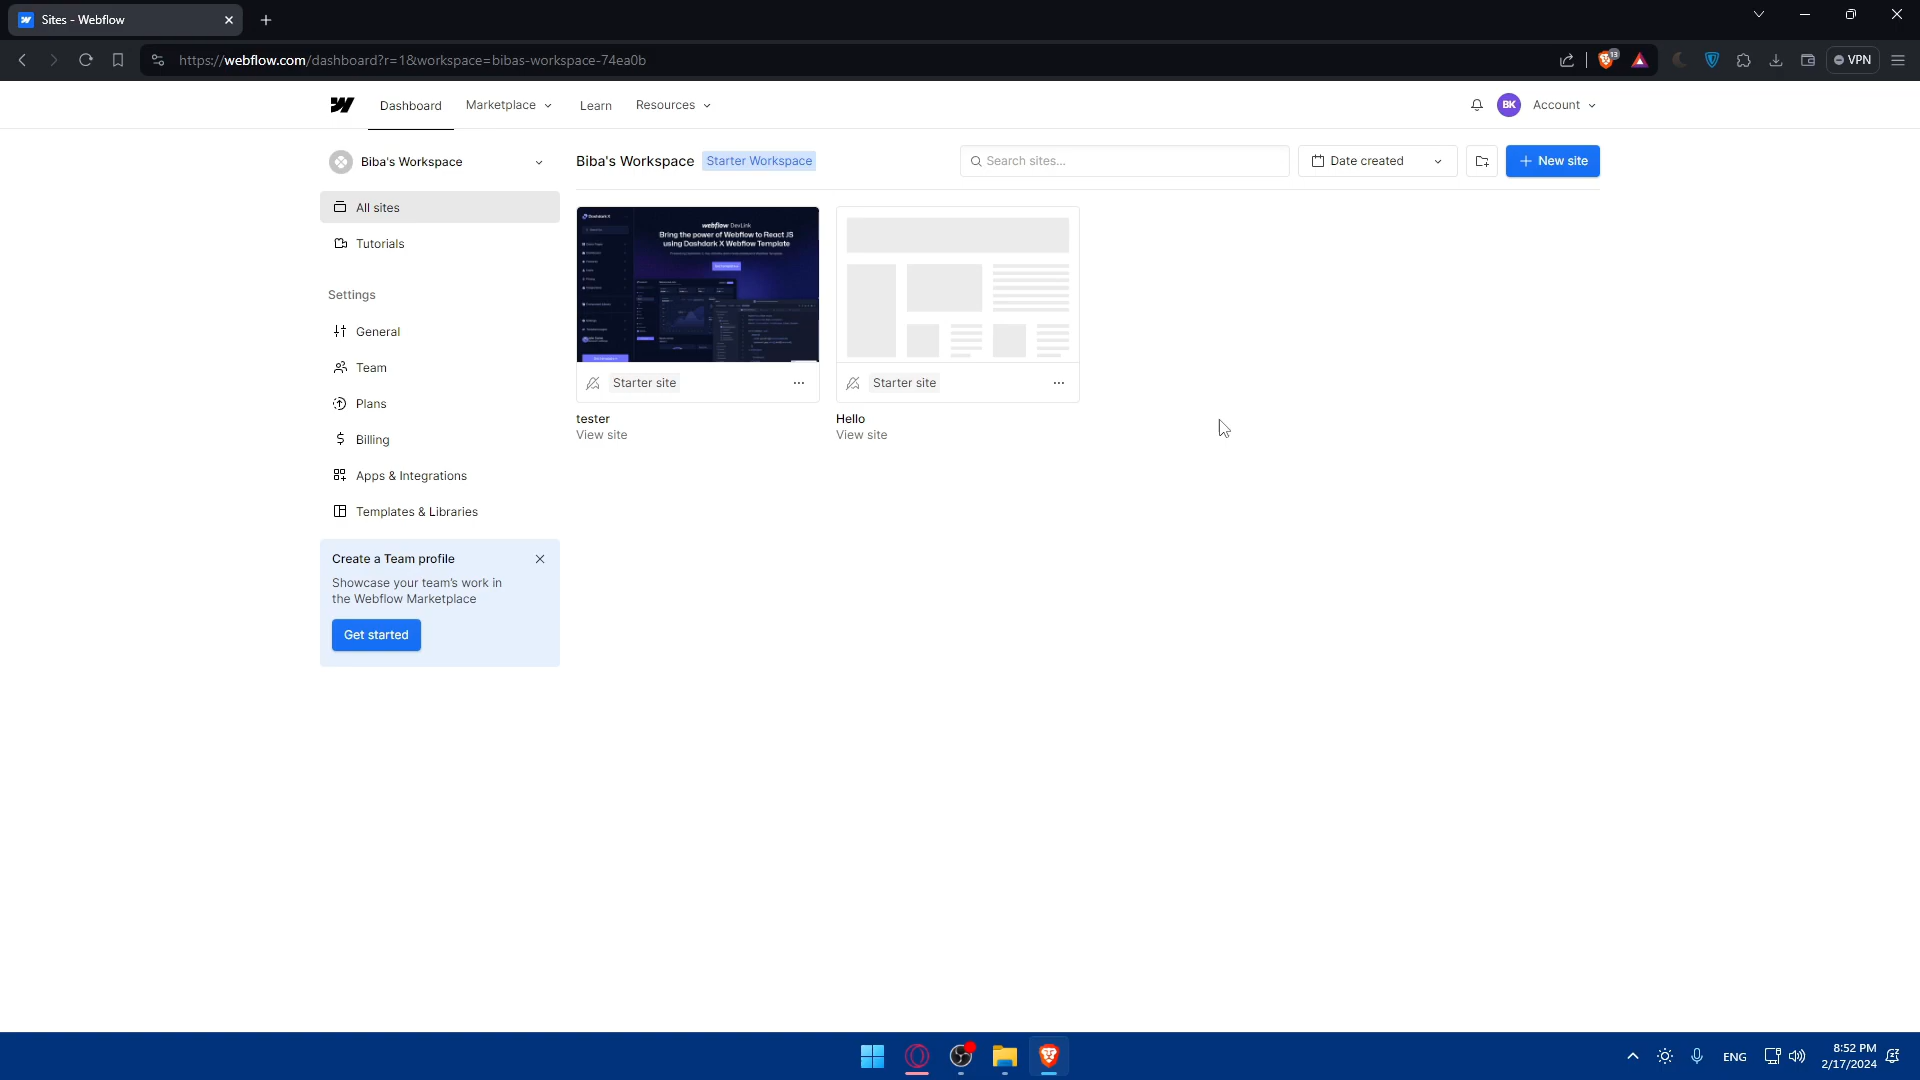 Sites - Webflow
https://webflow.com/dashboard?r=1&workspace=bibas-workspace-74ea0b
13
VPN
Dashboard
Marketplace
Learn
Resources
BK
Account
Biba's Workspace
Biba's Workspace
Starter Workspace
Search sites...
Date created
New site
All sites
Tutorials
Settings
General
Team
Plans
Billing
Apps & Integrations
Templates & Libraries
webflow DevLink
Bring the power of Webflow to React JS
using Dashdark X Webflow Template
Starter site
tester
View site
Starter site
Hello
View site
Create a Team profile
Showcase your team's work in
the Webflow Marketplace
Get started
ENG
8:52 PM
2/17/2024